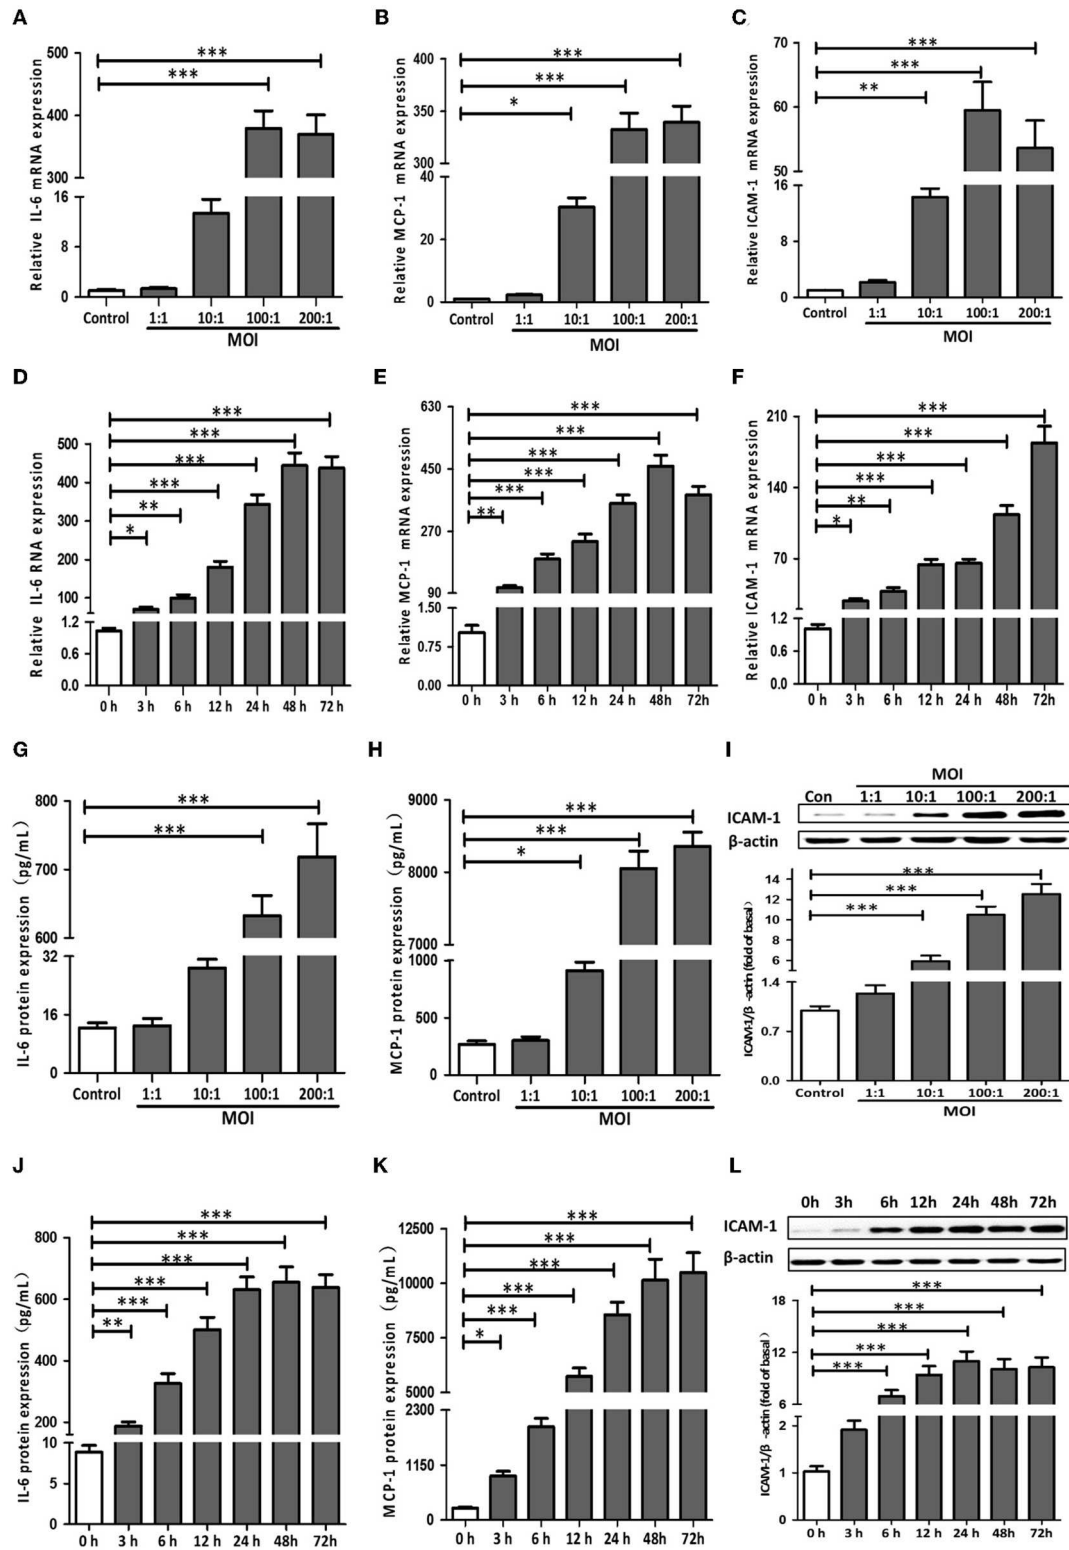 A
Relative IL-6 mRNA expression
500
400
300
16
8
0
***
***
Control 1:1 10:1 100:1 200:1
MOI
B
Relative MCP-1 mRNA expression
400
350
300
40
20
0
***
***
*
Control 1:1 10:1 100:1 200:1
MOI
C
Relative ICAM-1 mRNA expression
70
60
50
16
8
0
***
***
**
Control 1:1 10:1 100:1 200:1
MOI
D
Relative IL-6 RNA expression
500
400
300
200
100
1.2
0.6
0.0
***
***
***
***
**
*
0 h 3 h 6 h 12 h 24 h 48h 72h
E
Relative MCP-1 mRNA expression
630
450
270
90
1.50
0.75
0.00
***
***
***
***
***
**
0 h 3 h 6 h 12 h 24 h 48h 72h
F
Relative ICAM-1 mRNA expression
210
140
70
1.2
0.6
0.0
***
***
***
***
**
*
0 h 3 h 6 h 12 h 24 h 48h 72h
G
IL-6 protein expression (pg/mL)
800
700
600
32
16
0
***
***
Control 1:1 10:1 100:1 200:1
MOI
H
MCP-1 protein expression (pg/mL)
9000
8000
7000
1000
500
0
***
***
*
Control 1:1 10:1 100:1 200:1
MOI
I
MOI
Con 1:1 10:1 100:1 200:1
ICAM-1
β-actin
ICAM-1/β -actin (fold of basal)
14
12
10
8
6
1.4
0.7
0.0
***
***
***
Control 1:1 10:1 100:1 200:1
MOI
J
IL-6 protein expression (pg/mL)
800
600
400
200
10
5
0
***
***
***
***
***
**
0 h 3 h 6 h 12 h 24 h 48h 72h
K
MCP-1 protein expression (pg/mL)
12500
10000
7500
5000
2300
1150
0
***
***
***
***
***
*
0 h 3 h 6 h 12 h 24 h 48h 72h
L
0h 3h 6h 12h 24h 48h 72h
ICAM-1
β-actin
ICAM-1/β -actin (fold of basal)
18
12
6
2
1
0
***
***
***
***
***
0 h 3 h 6 h 12 h 24 h 48h 72h